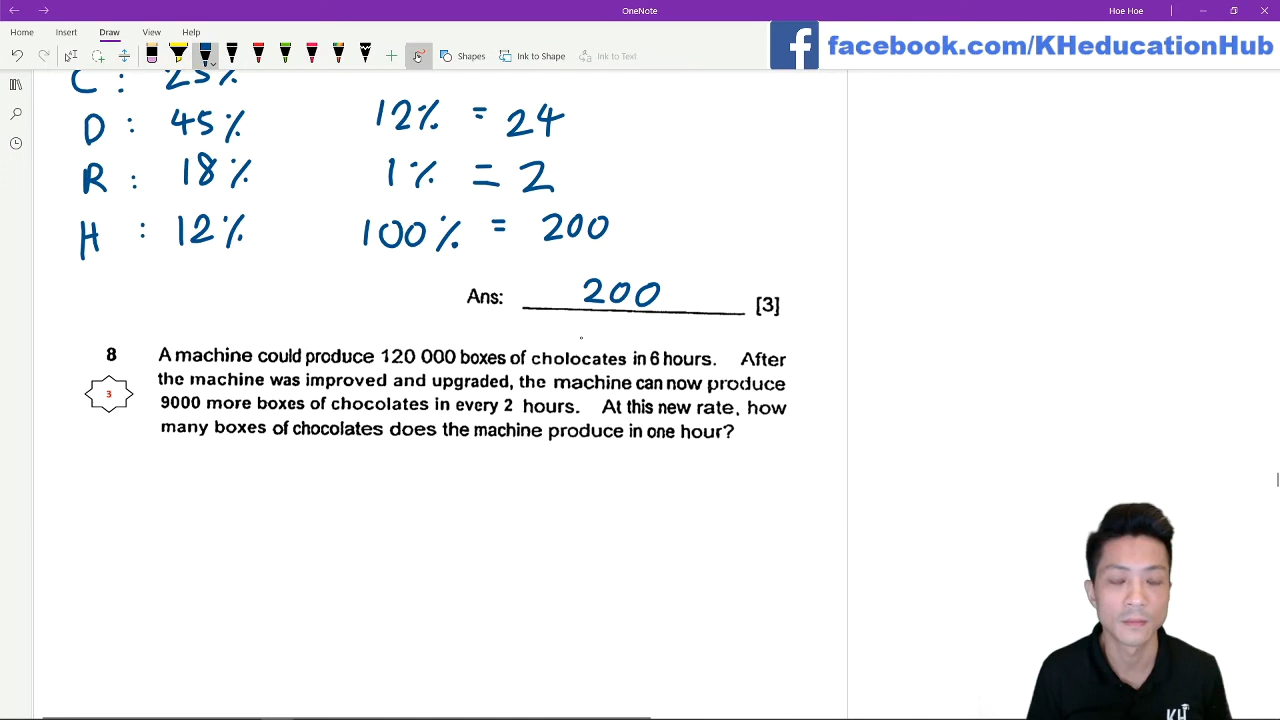 OneNote
Hoe Hoe
Home Insert Draw View Help
Shapes Ink to Shape Ink to Text
facebook.com/KHeducationHub
C : 25%
D : 45% 12% = 24
R : 18% 1% = 2
H : 12% 100% = 200
Ans: 200 [3]
8 A machine could produce 120 000 boxes of cholocates in 6 hours. After
the machine was improved and upgraded, the machine can now produce
3 9000 more boxes of chocolates in every 2 hours. At this new rate, how
many boxes of chocolates does the machine produce in one hour?
KH